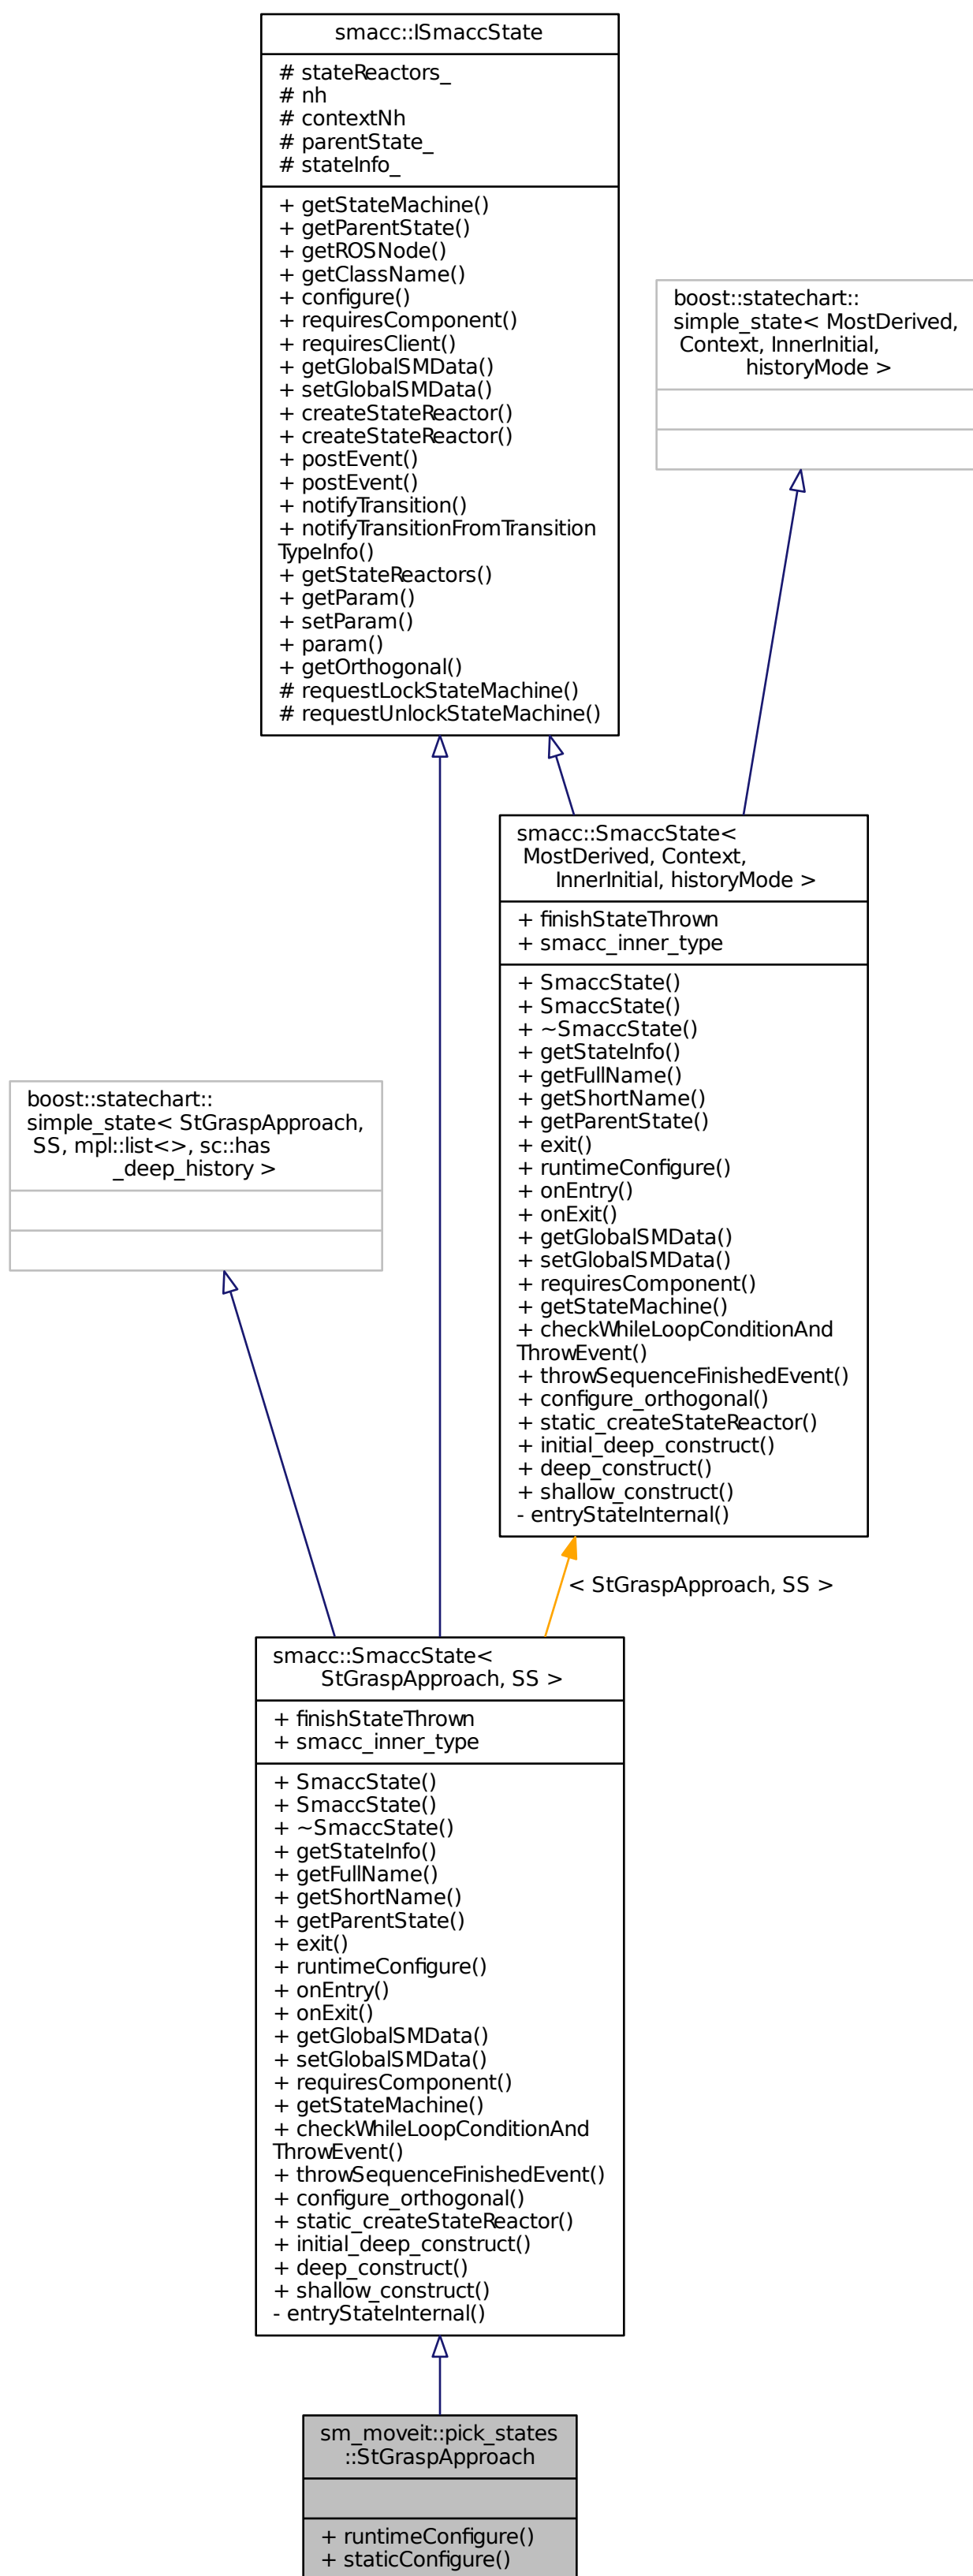 smacc::ISmaccState
# stateReactors_
# nh
# contextNh
# parentState_
# stateInfo_
+ getStateMachine()
+ getParentState()
+ getROSNode()
+ getClassName()
+ configure()
+ requiresComponent()
+ requiresClient()
+ getGlobalSMData()
+ setGlobalSMData()
+ createStateReactor()
+ createStateReactor()
+ postEvent()
+ postEvent()
+ notifyTransition()
+ notifyTransitionFromTransition
TypeInfo()
+ getStateReactors()
+ getParam()
+ setParam()
+ param()
+ getOrthogonal()
# requestLockStateMachine()
# requestUnlockStateMachine()
boost::statechart::
simple_state< MostDerived,
Context, InnerInitial,
historyMode >
smacc::SmaccState<
MostDerived, Context,
InnerInitial, historyMode >
+ finishStateThrown
+ smacc_inner_type
+ SmaccState()
+ SmaccState()
+ ~SmaccState()
+ getStateInfo()
+ getFullName()
+ getShortName()
+ getParentState()
+ exit()
+ runtimeConfigure()
+ onEntry()
+ onExit()
+ getGlobalSMData()
+ setGlobalSMData()
+ requiresComponent()
+ getStateMachine()
+ checkWhileLoopConditionAnd
ThrowEvent()
+ throwSequenceFinishedEvent()
+ configure_orthogonal()
+ static_createStateReactor()
+ initial_deep_construct()
+ deep_construct()
+ shallow_construct()
- entryStateInternal()
boost::statechart::
simple_state< StGraspApproach,
SS, mpl::list<>, sc::has
_deep_history >
< StGraspApproach, SS >
smacc::SmaccState<
StGraspApproach, SS >
+ finishStateThrown
+ smacc_inner_type
+ SmaccState()
+ SmaccState()
+ ~SmaccState()
+ getStateInfo()
+ getFullName()
+ getShortName()
+ getParentState()
+ exit()
+ runtimeConfigure()
+ onEntry()
+ onExit()
+ getGlobalSMData()
+ setGlobalSMData()
+ requiresComponent()
+ getStateMachine()
+ checkWhileLoopConditionAnd
ThrowEvent()
+ throwSequenceFinishedEvent()
+ configure_orthogonal()
+ static_createStateReactor()
+ initial_deep_construct()
+ deep_construct()
+ shallow_construct()
- entryStateInternal()
sm_moveit::pick_states
::StGraspApproach
+ runtimeConfigure()
+ staticConfigure()